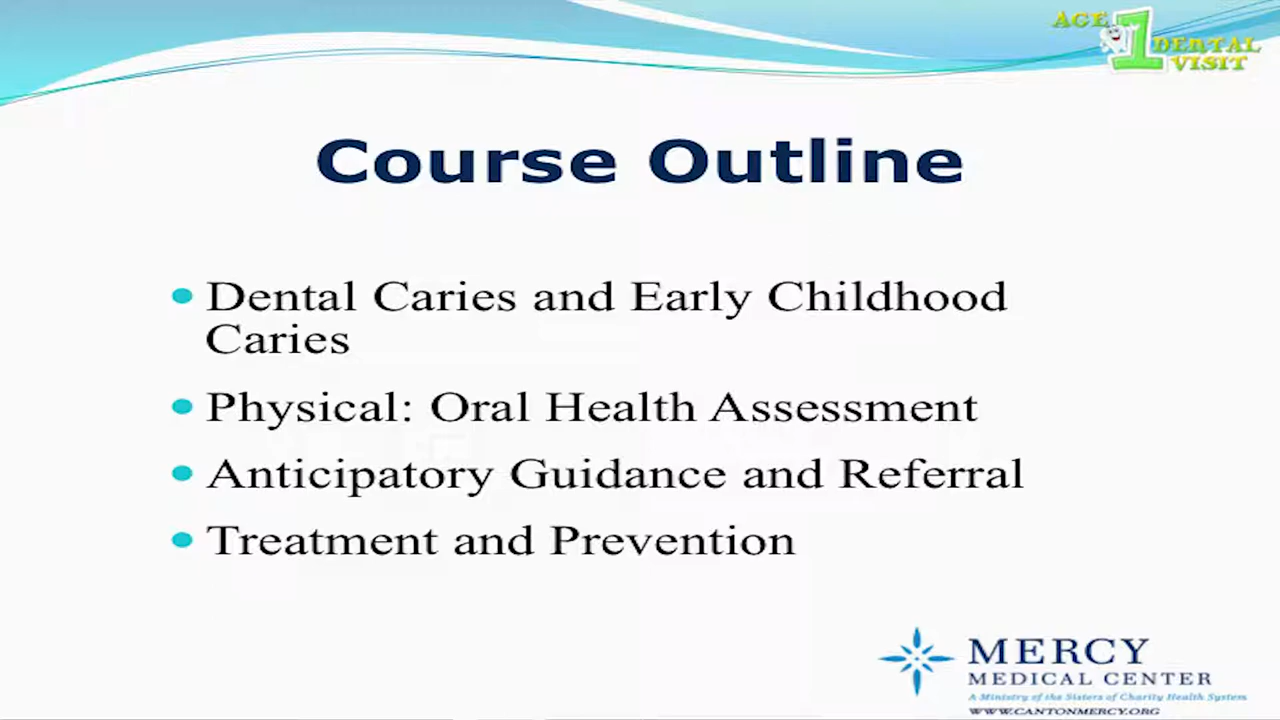 AGE 1 DENTAL VISIT
Course Outline
• Dental Caries and Early Childhood
Caries
• Physical: Oral Health Assessment
• Anticipatory Guidance and Referral
• Treatment and Prevention
MERCY
MEDICAL CENTER
A Ministry of the Sisters of Charity Health System
WWW.CANTONMERCY.ORG